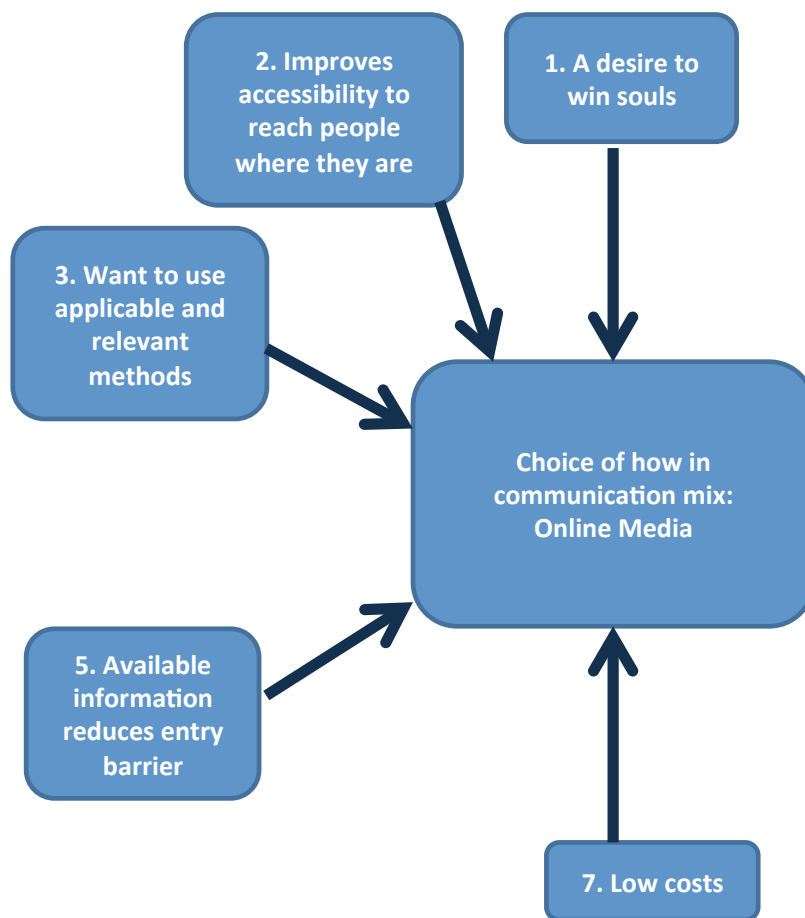 1. A desire to
win souls
2. Improves
accessibility to
reach people
where they are
3. Want to use
applicable and
relevant
methods
Choice of how in
communication mix:
Online Media
5. Available
information
reduces entry
barrier
7. Low costs